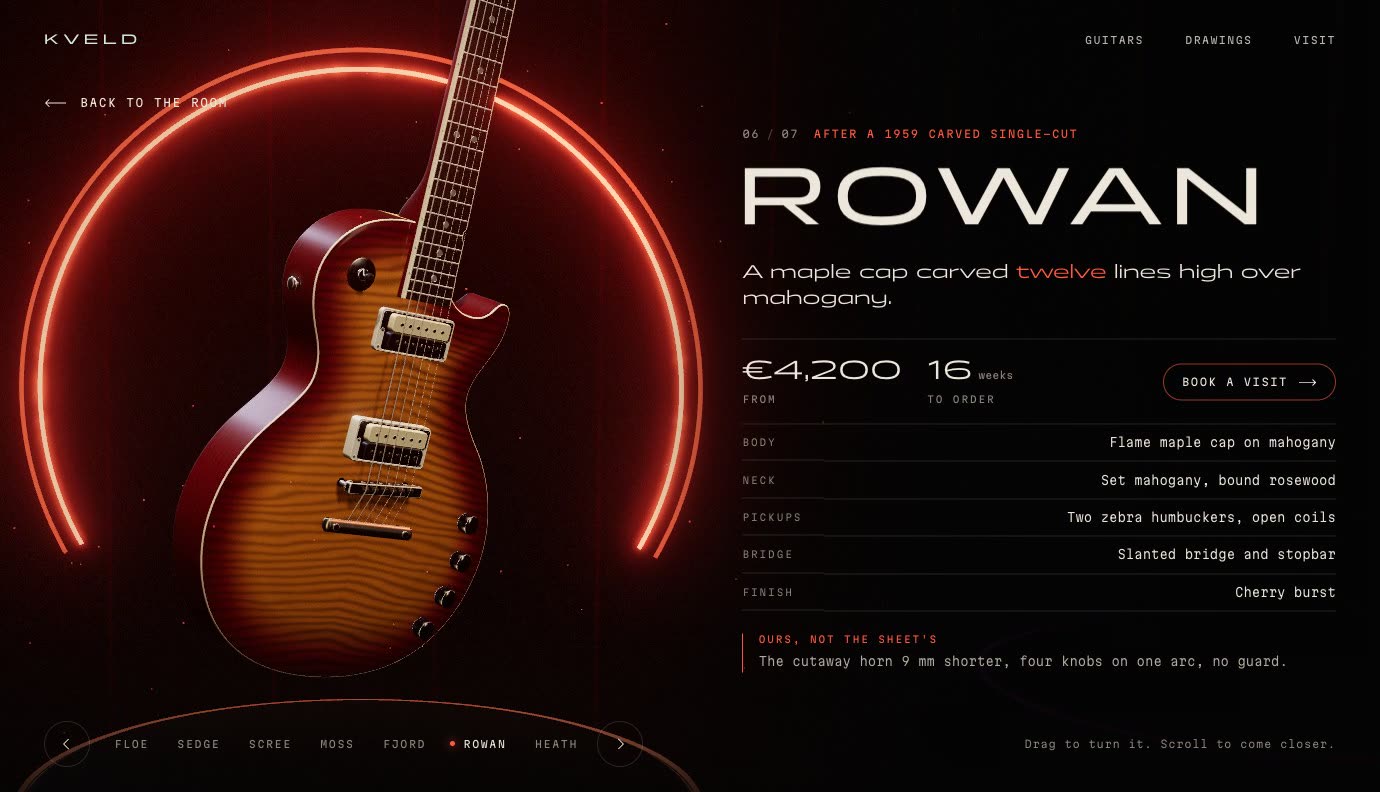 KVELD
GUITARS DRAWINGS VISIT
BACK TO THE ROOM
06 / 07 AFTER A 1959 CARVED SINGLE-CUT
ROWAN
A maple cap carved twelve lines high over
mahogany.
€4,200 16 weeks
FROM TO ORDER
BOOK A VISIT
BODY Flame maple cap on mahogany
NECK Set mahogany, bound rosewood
PICKUPS Two zebra humbuckers, open coils
BRIDGE Slanted bridge and stopbar
FINISH Cherry burst
OURS, NOT THE SHEET'S
The cutaway horn 9 mm shorter, four knobs on one arc, no guard.
FLOE SEDGE SCREE MOSS FJORD ROWAN HEATH
Drag to turn it. Scroll to come closer.